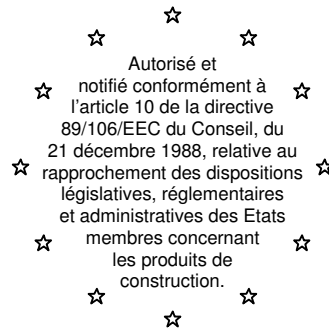 Autorisé et
notifié conformément à
l'article 10 de la directive
89/106/EEC du Conseil, du
21 décembre 1988, relative au
rapprochement des dispositions
législatives, réglementaires
et administratives des Etats
membres concernant
les produits de
construction.